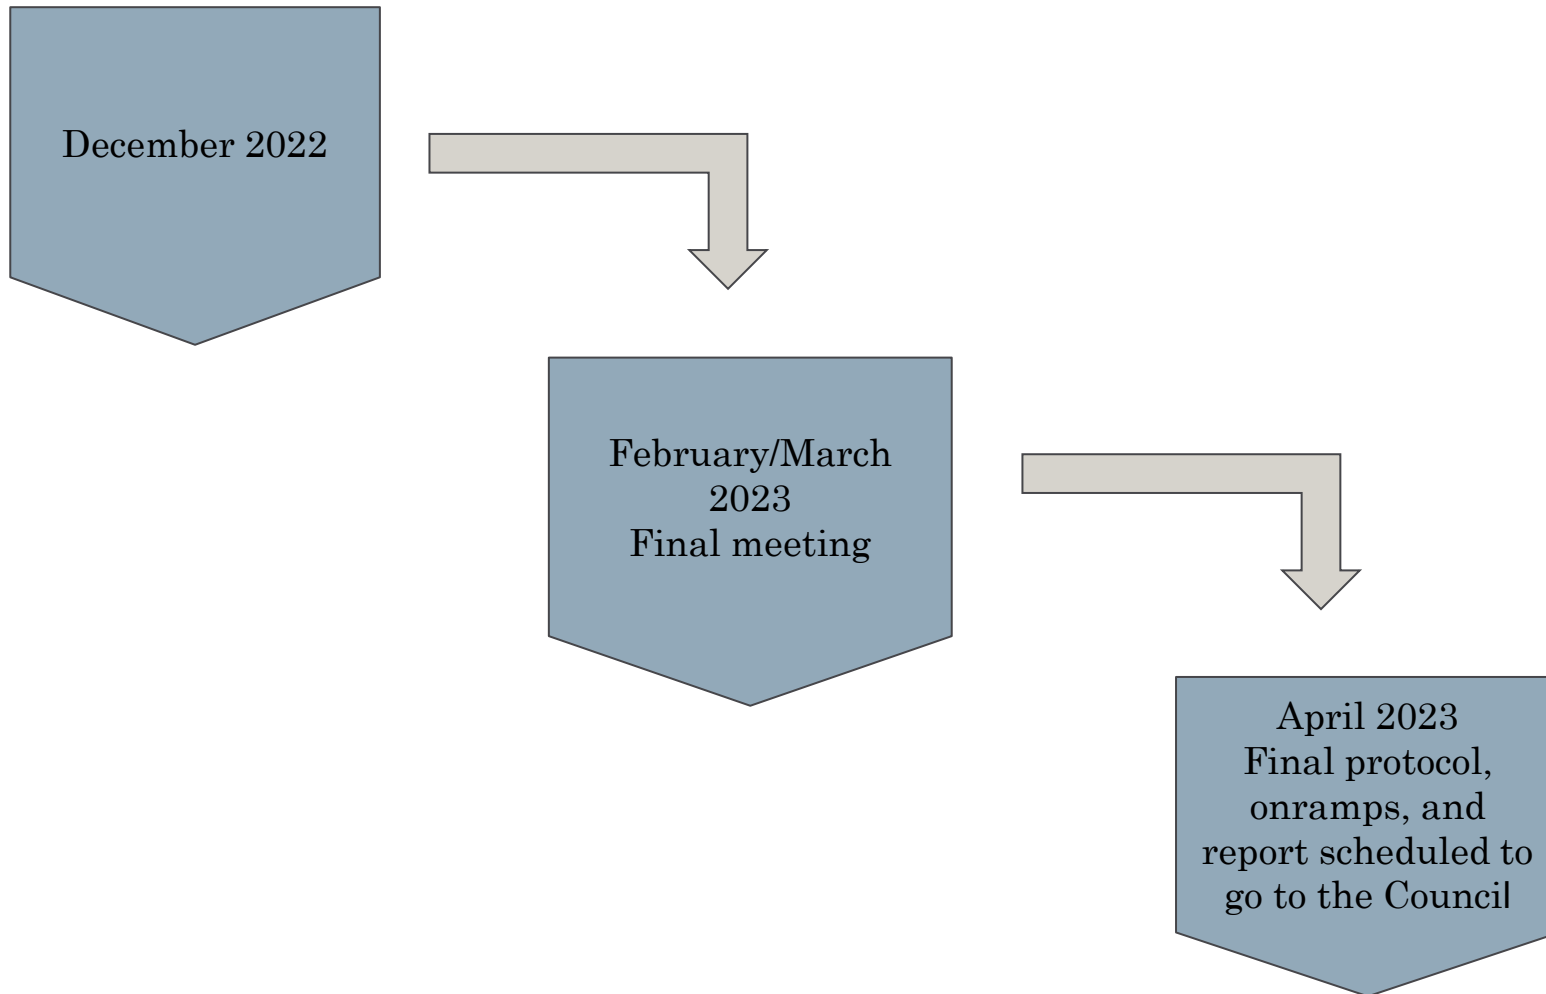 December 2022
February/March
2023
Final meeting
April 2023
Final protocol,
onramps, and
report scheduled to
go to the Council